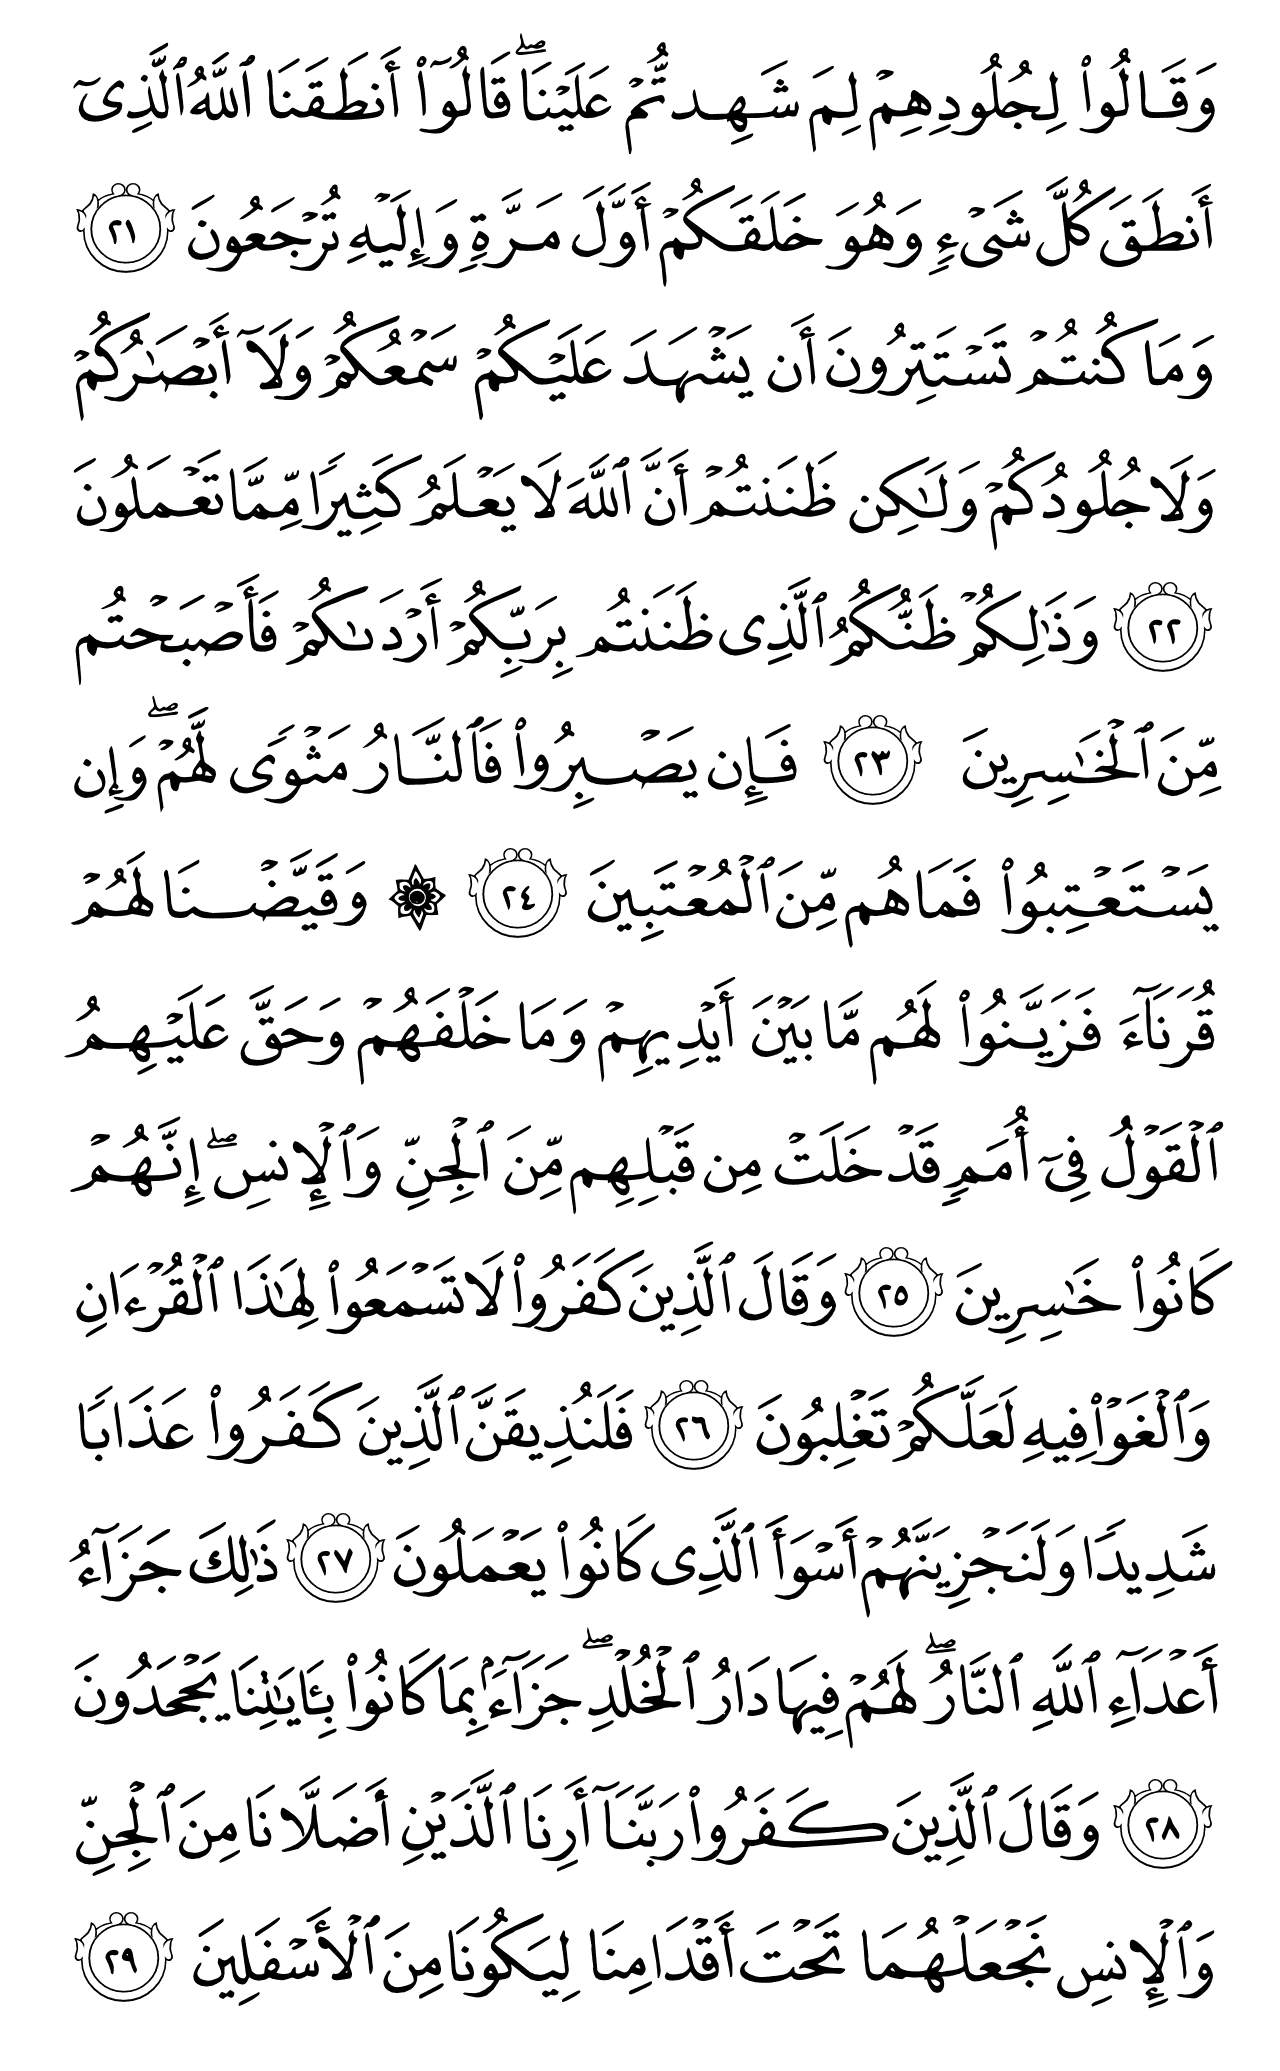 وَقَالُوا۟ لِجُلُودِهِمْ لِمَ شَهِدتُّمْ عَلَيْنَا ۖ قَالُوٓا۟ أَنطَقَنَا ٱللَّهُ ٱلَّذِىٓ
أَنطَقَ كُلَّ شَىْءٍ وَهُوَ خَلَقَكُمْ أَوَّلَ مَرَّةٍ وَإِلَيْهِ تُرْجَعُونَ ٢١
وَمَا كُنتُمْ تَسْتَتِرُونَ أَن يَشْهَدَ عَلَيْكُمْ سَمْعُكُمْ وَلَآ أَبْصَـٰرُكُمْ
وَلَا جُلُودُكُمْ وَلَـٰكِن ظَنَنتُمْ أَنَّ ٱللَّهَ لَا يَعْلَمُ كَثِيرًا مِّمَّا تَعْمَلُونَ
٢٢ وَذَٰلِكُمْ ظَنُّكُمُ ٱلَّذِى ظَنَنتُم بِرَبِّكُمْ أَرْدَىٰكُمْ فَأَصْبَحْتُم
مِّنَ ٱلْخَـٰسِرِينَ ٢٣ فَإِن يَصْبِرُوا۟ فَٱلنَّارُ مَثْوًى لَّهُمْ ۖ وَإِن
يَسْتَعْتِبُوا۟ فَمَا هُم مِّنَ ٱلْمُعْتَبِينَ ٢٤ ۞ وَقَيَّضْنَا لَهُمْ
قُرَنَآءَ فَزَيَّنُوا۟ لَهُم مَّا بَيْنَ أَيْدِيهِمْ وَمَا خَلْفَهُمْ وَحَقَّ عَلَيْهِمُ
ٱلْقَوْلُ فِىٓ أُمَمٍ قَدْ خَلَتْ مِن قَبْلِهِم مِّنَ ٱلْجِنِّ وَٱلْإِنسِ ۖ إِنَّهُمْ
كَانُوا۟ خَـٰسِرِينَ ٢٥ وَقَالَ ٱلَّذِينَ كَفَرُوا۟ لَا تَسْمَعُوا۟ لِهَـٰذَا ٱلْقُرْءَانِ
وَٱلْغَوْا۟ فِيهِ لَعَلَّكُمْ تَغْلِبُونَ ٢٦ فَلَنُذِيقَنَّ ٱلَّذِينَ كَفَرُوا۟ عَذَابًا
شَدِيدًا وَلَنَجْزِيَنَّهُمْ أَسْوَأَ ٱلَّذِى كَانُوا۟ يَعْمَلُونَ ٢٧ ذَٰلِكَ جَزَآءُ
أَعْدَآءِ ٱللَّهِ ٱلنَّارُ ۖ لَهُمْ فِيهَا دَارُ ٱلْخُلْدِ ۖ جَزَآءًۢ بِمَا كَانُوا۟ بِـَٔايَـٰتِنَا يَجْحَدُونَ
٢٨ وَقَالَ ٱلَّذِينَ كَفَرُوا۟ رَبَّنَآ أَرِنَا ٱلَّذَيْنِ أَضَلَّانَا مِنَ ٱلْجِنِّ
وَٱلْإِنسِ نَجْعَلْهُمَا تَحْتَ أَقْدَامِنَا لِيَكُونَا مِنَ ٱلْأَسْفَلِينَ ٢٩